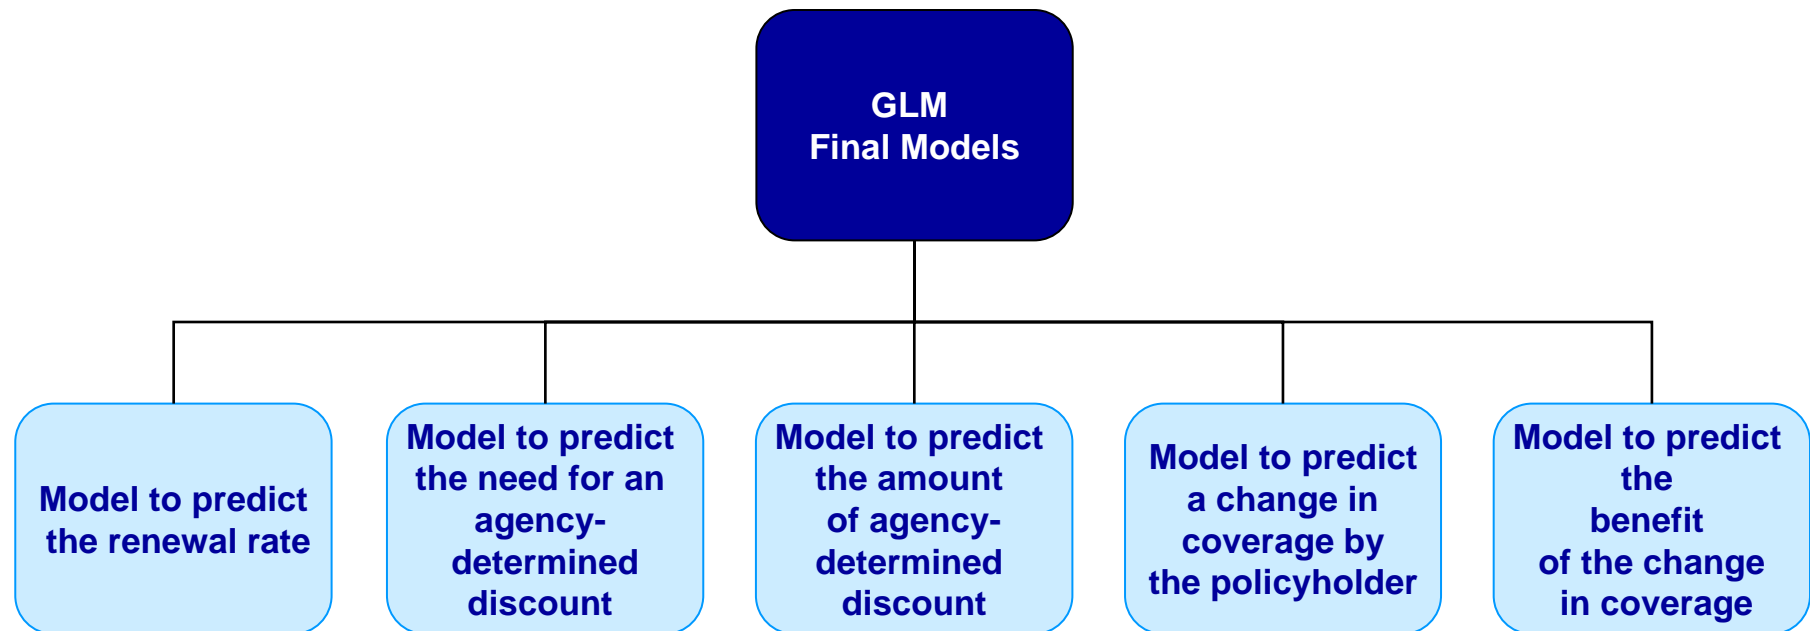 GLM
Final Models
Model to predict
the renewal rate
Model to predict
the need for an
agency-
determined
discount
Model to predict
the amount
of agency-
determined
discount
Model to predict
a change in
coverage by
the policyholder
Model to predict
the
benefit
of the change
in coverage